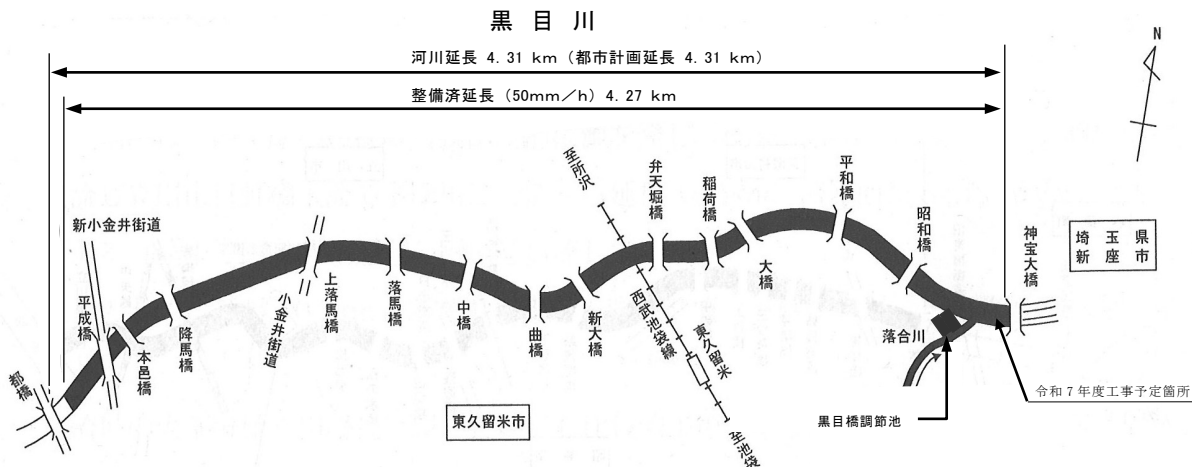 黒目川
河川延長 4.31 km（都市計画延長 4.31 km）
整備済延長（50mm／h）4.27 km
N
至所沢
弁天堀橋
稲荷橋
平和橋
新小金井街道
昭和橋
神宝大橋
埼玉県
新座市
上落馬橋
落馬橋
大橋
平成橋
小金井街道
中橋
西武池袋線
降馬橋
曲橋
新大橋
東久留米
落合川
本邑橋
都橋
令和７年度工事予定箇所
東久留米市
黒目橋調節池
至池袋